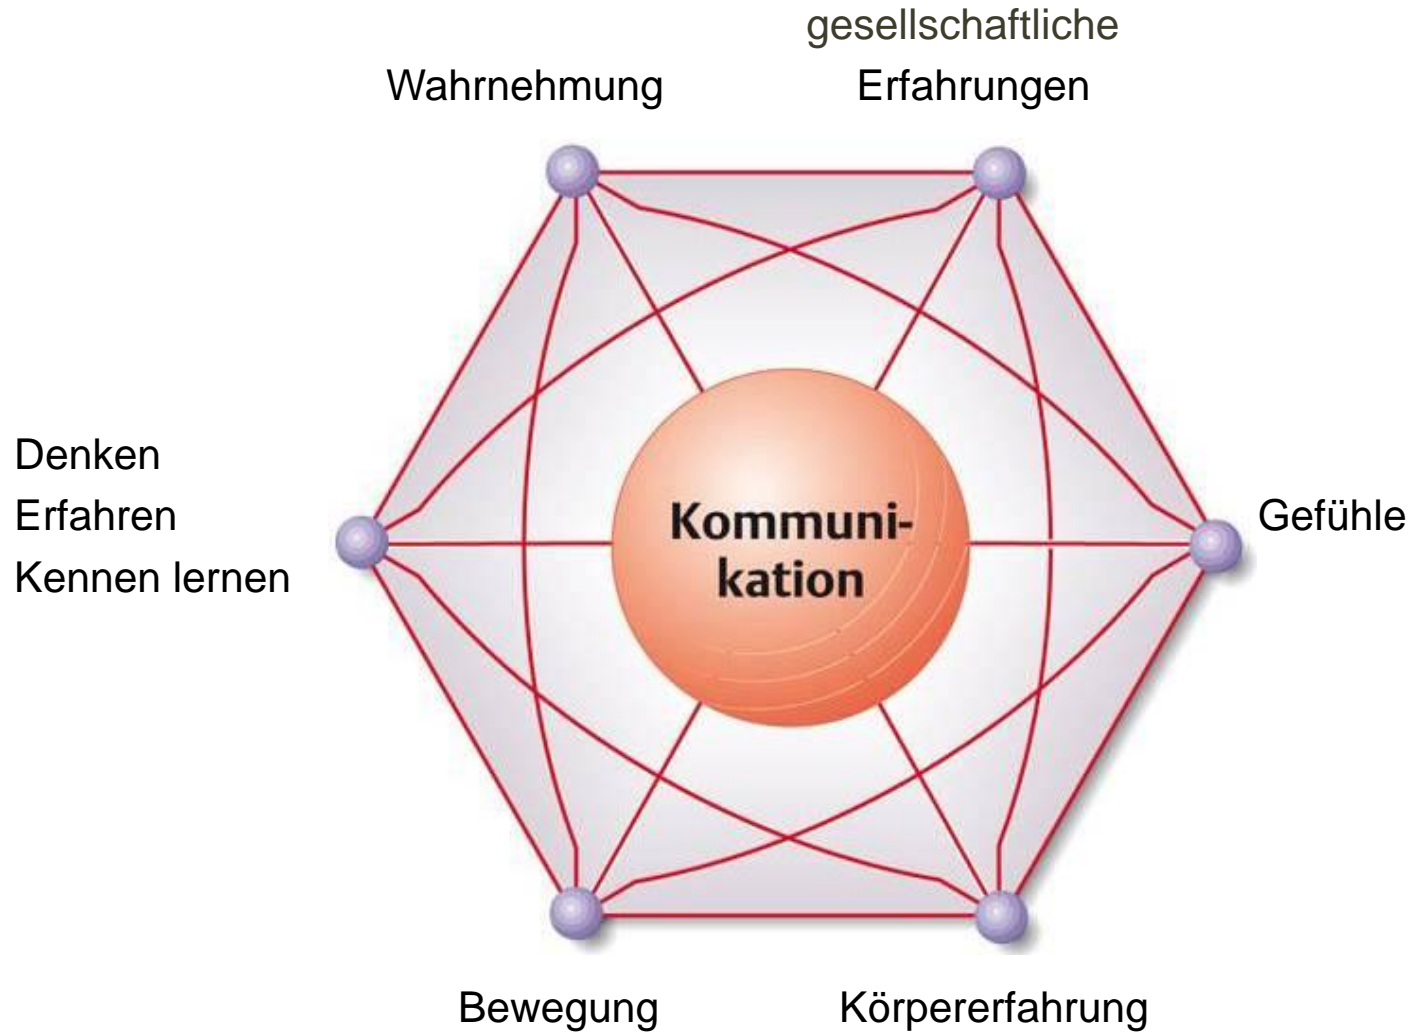 gesellschaftliche
Wahrnehmung Erfahrungen
Denken
Erfahren
Kennen lernen
Kommuni-
kation
Gefühle
Bewegung Körpererfahrung